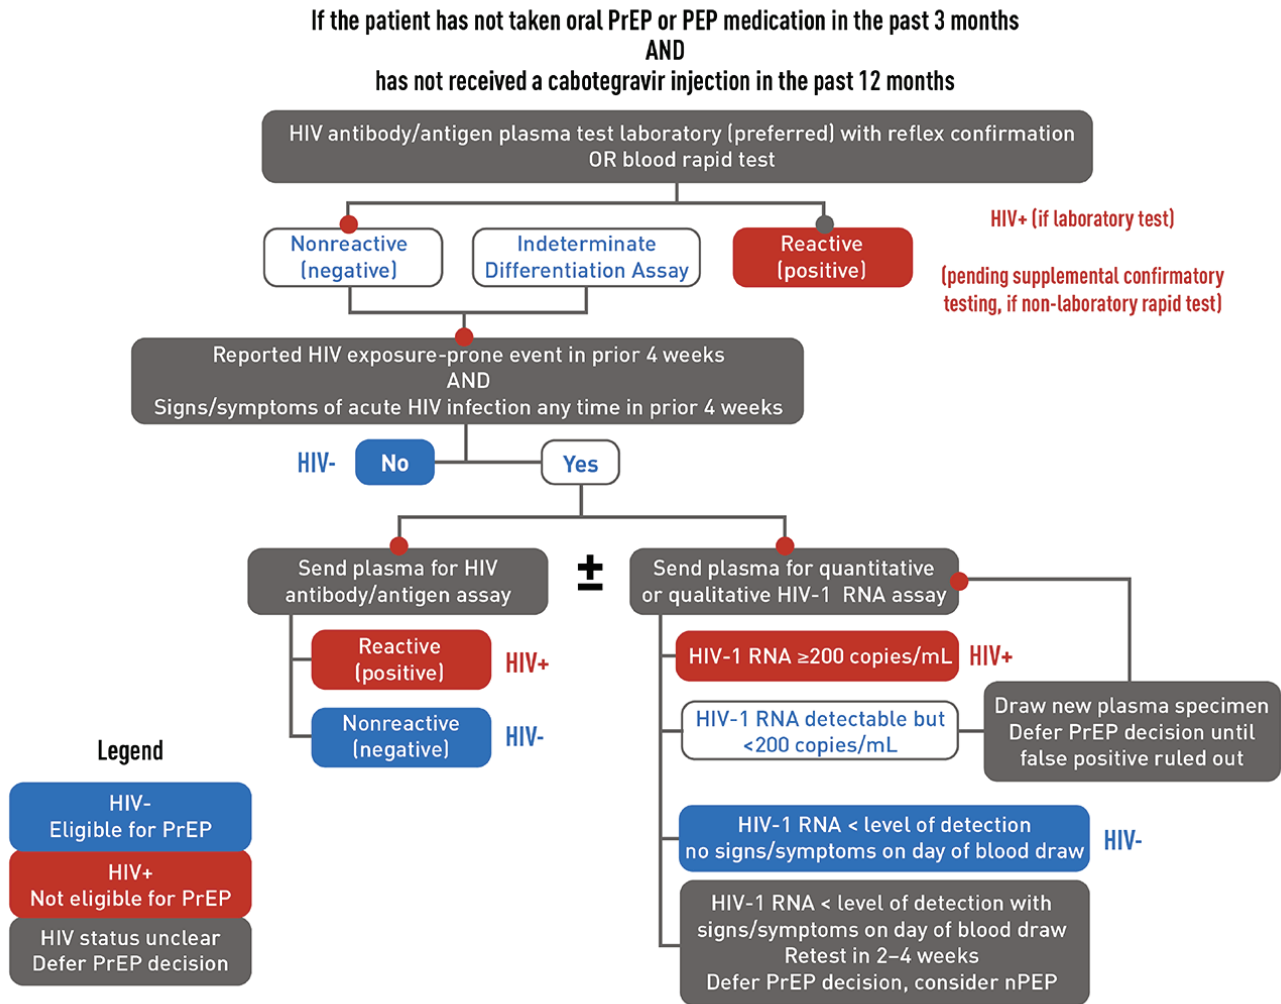 If the patient has not taken oral PrEP or PEP medication in the past 3 months
AND
has not received a cabotegravir injection in the past 12 months
HIV antibody/antigen plasma test laboratory (preferred) with reflex confirmation
OR blood rapid test
Nonreactive
(negative)
Indeterminate
Differentiation Assay
Reactive
(positive)
HIV+ (if laboratory test)
(pending supplemental confirmatory
testing, if non-laboratory rapid test)
Reported HIV exposure-prone event in prior 4 weeks
AND
Signs/symptoms of acute HIV infection any time in prior 4 weeks
HIV-
No
Yes
Send plasma for HIV
antibody/antigen assay
±
Send plasma for quantitative
or qualitative HIV-1 RNA assay
Reactive
(positive)
HIV+
Nonreactive
(negative)
HIV-
HIV-1 RNA ≥200 copies/mL
HIV+
HIV-1 RNA detectable but
<200 copies/mL
Draw new plasma specimen
Defer PrEP decision until
false positive ruled out
HIV-1 RNA < level of detection
no signs/symptoms on day of blood draw
HIV-
HIV-1 RNA < level of detection with
signs/symptoms on day of blood draw
Retest in 2–4 weeks
Defer PrEP decision, consider nPEP
Legend
HIV-
Eligible for PrEP
HIV+
Not eligible for PrEP
HIV status unclear
Defer PrEP decision